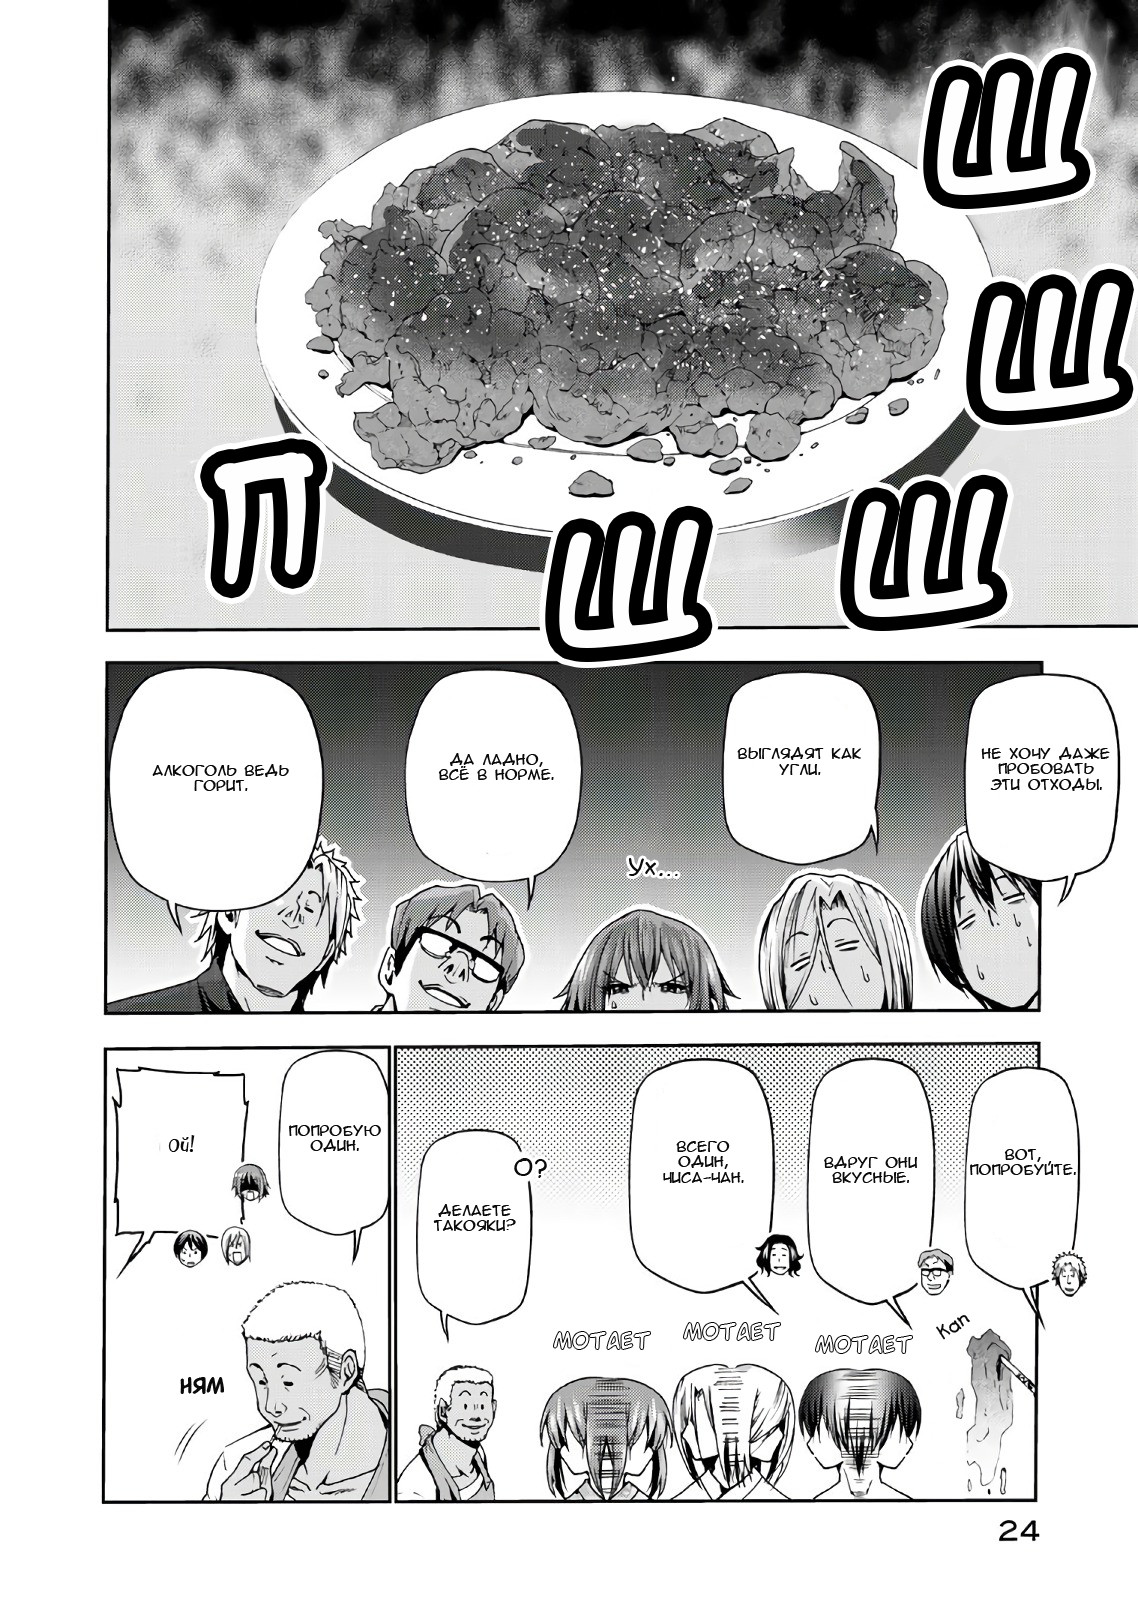 Ш
Ш
Ш
Ш
П
НЕ ХОЧУ ДАЖЕ
ПРОБОВАТЬ
ЭТИ ОТХОДЫ.
ВЫГЛЯДЯТ КАК
УГЛИ.
УХ...
ДА ЛАДНО,
ВСЁ В НОРМЕ.
АЛКОГОЛЬ ВЕДЬ
ГОРИТ.
ВОТ,
ПОПРОБУЙТЕ.
ВДРУГ ОНИ
ВКУСНЫЕ.
ВСЕГО
ОДИН,
ЧИСА-ЧАН.
О?
ДЕЛАЕТЕ
ТАКОЯКИ?
Кап
МОТАЕТ
МОТАЕТ
МОТАЕТ
ПОПРОБУЮ
ОДИН.
ОЙ!
НЯМ
24